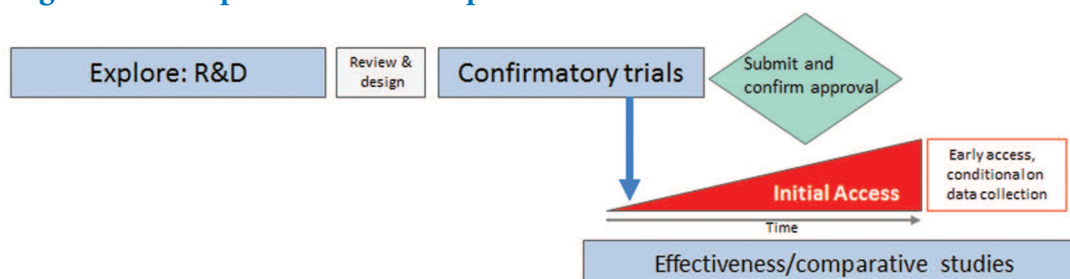 Explore: R&D
Review &
design
Confirmatory trials
Submit and
confirm approval
Initial Access
Early access,
conditional on
data collection
Time
Effectiveness/comparative studies